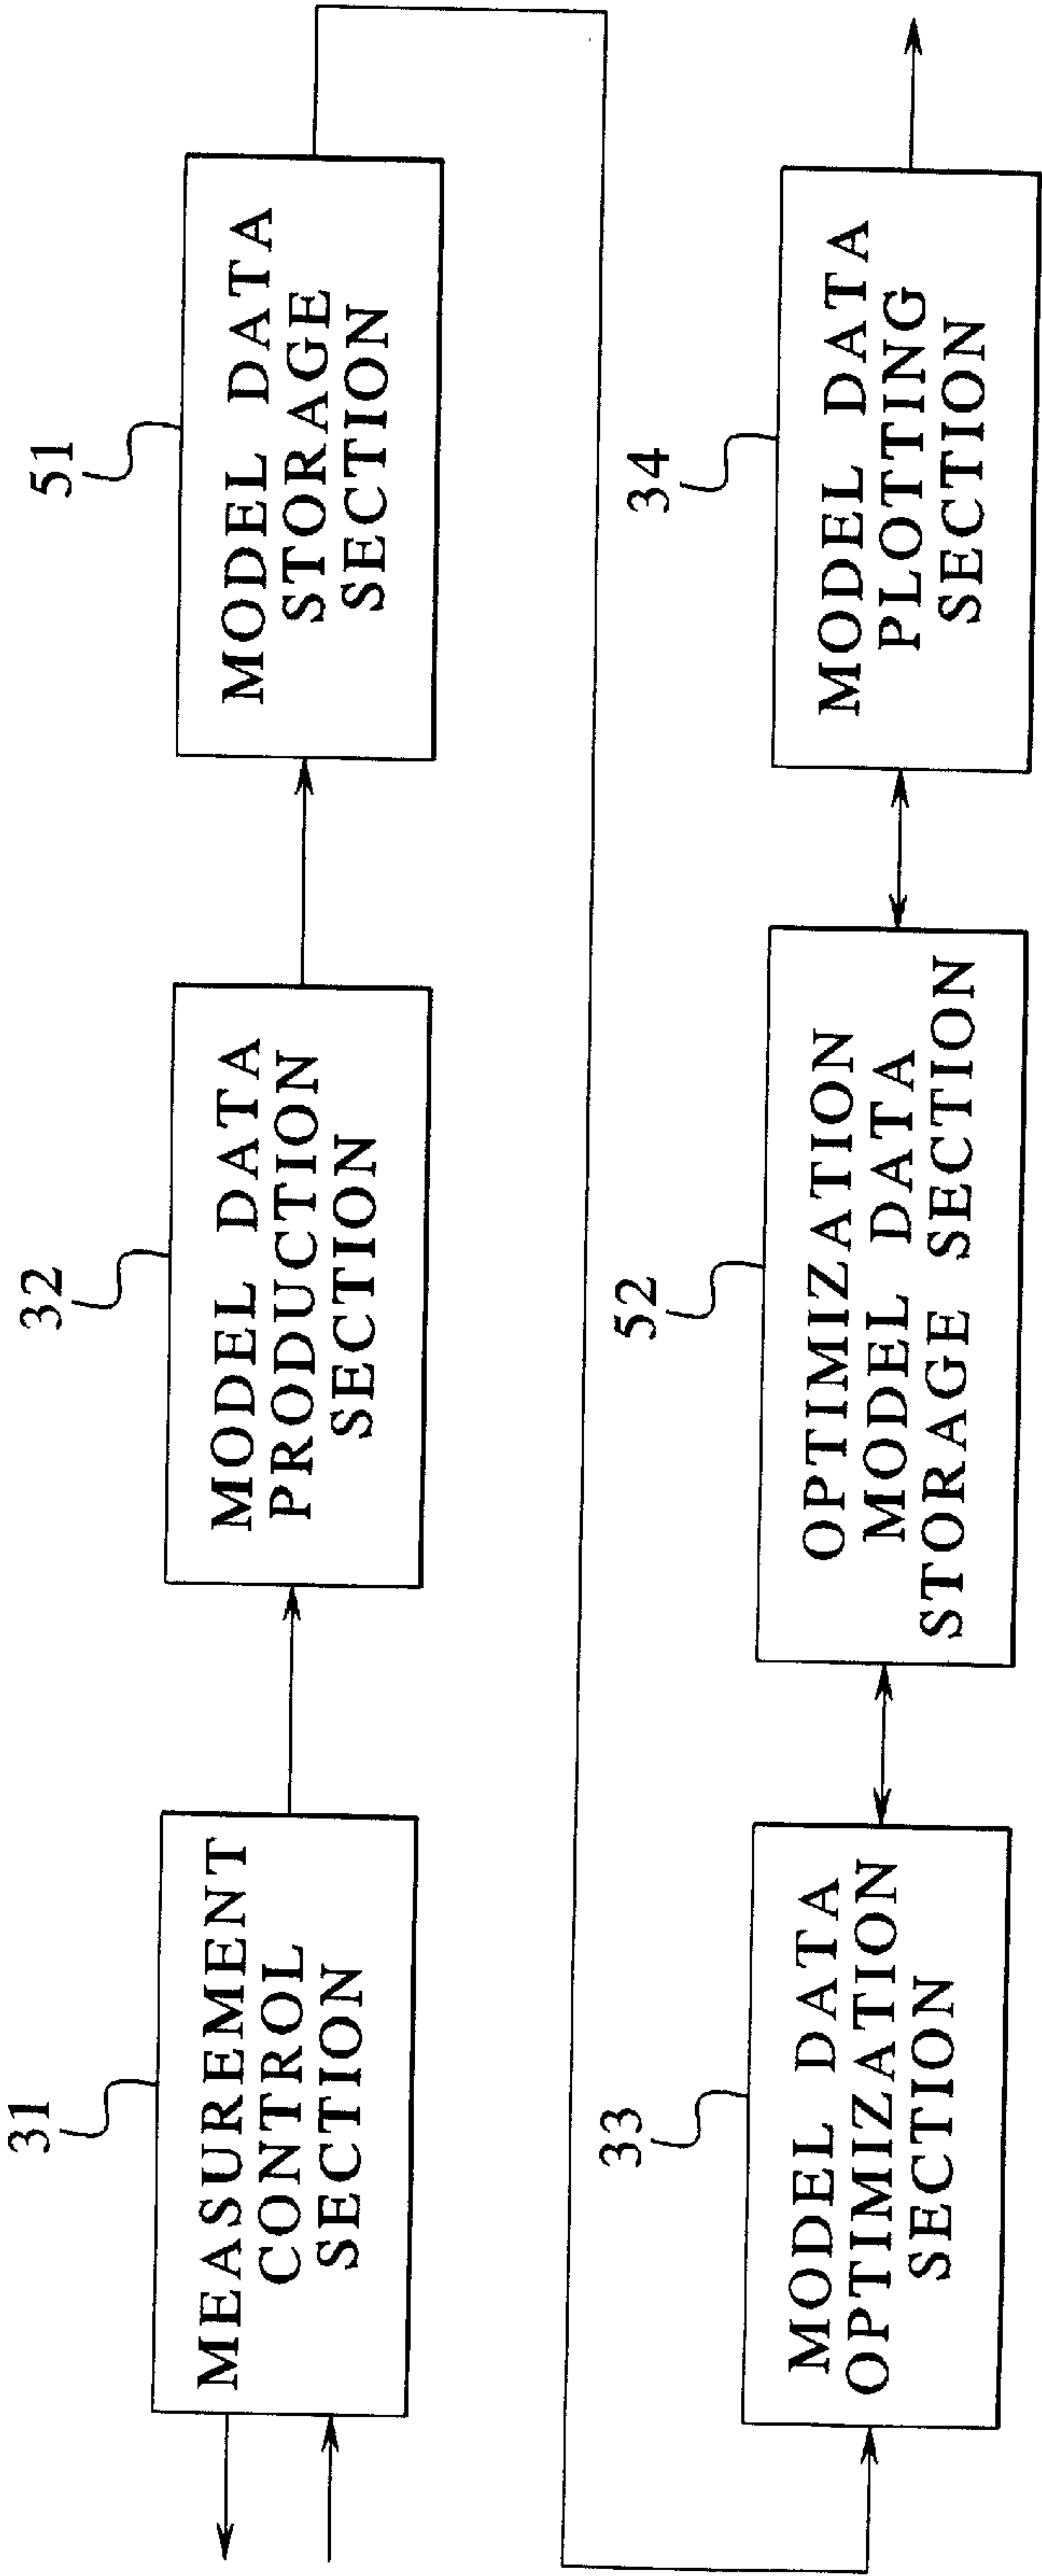 31
MEASUREMENT
CONTROL
SECTION
32
MODEL DATA
PRODUCTION
SECTION
51
MODEL DATA
STORAGE
SECTION
33
MODEL DATA
OPTIMIZATION
SECTION
52
OPTIMIZATION
MODEL DATA
STORAGE SECTION
34
MODEL DATA
PLOTTING
SECTION